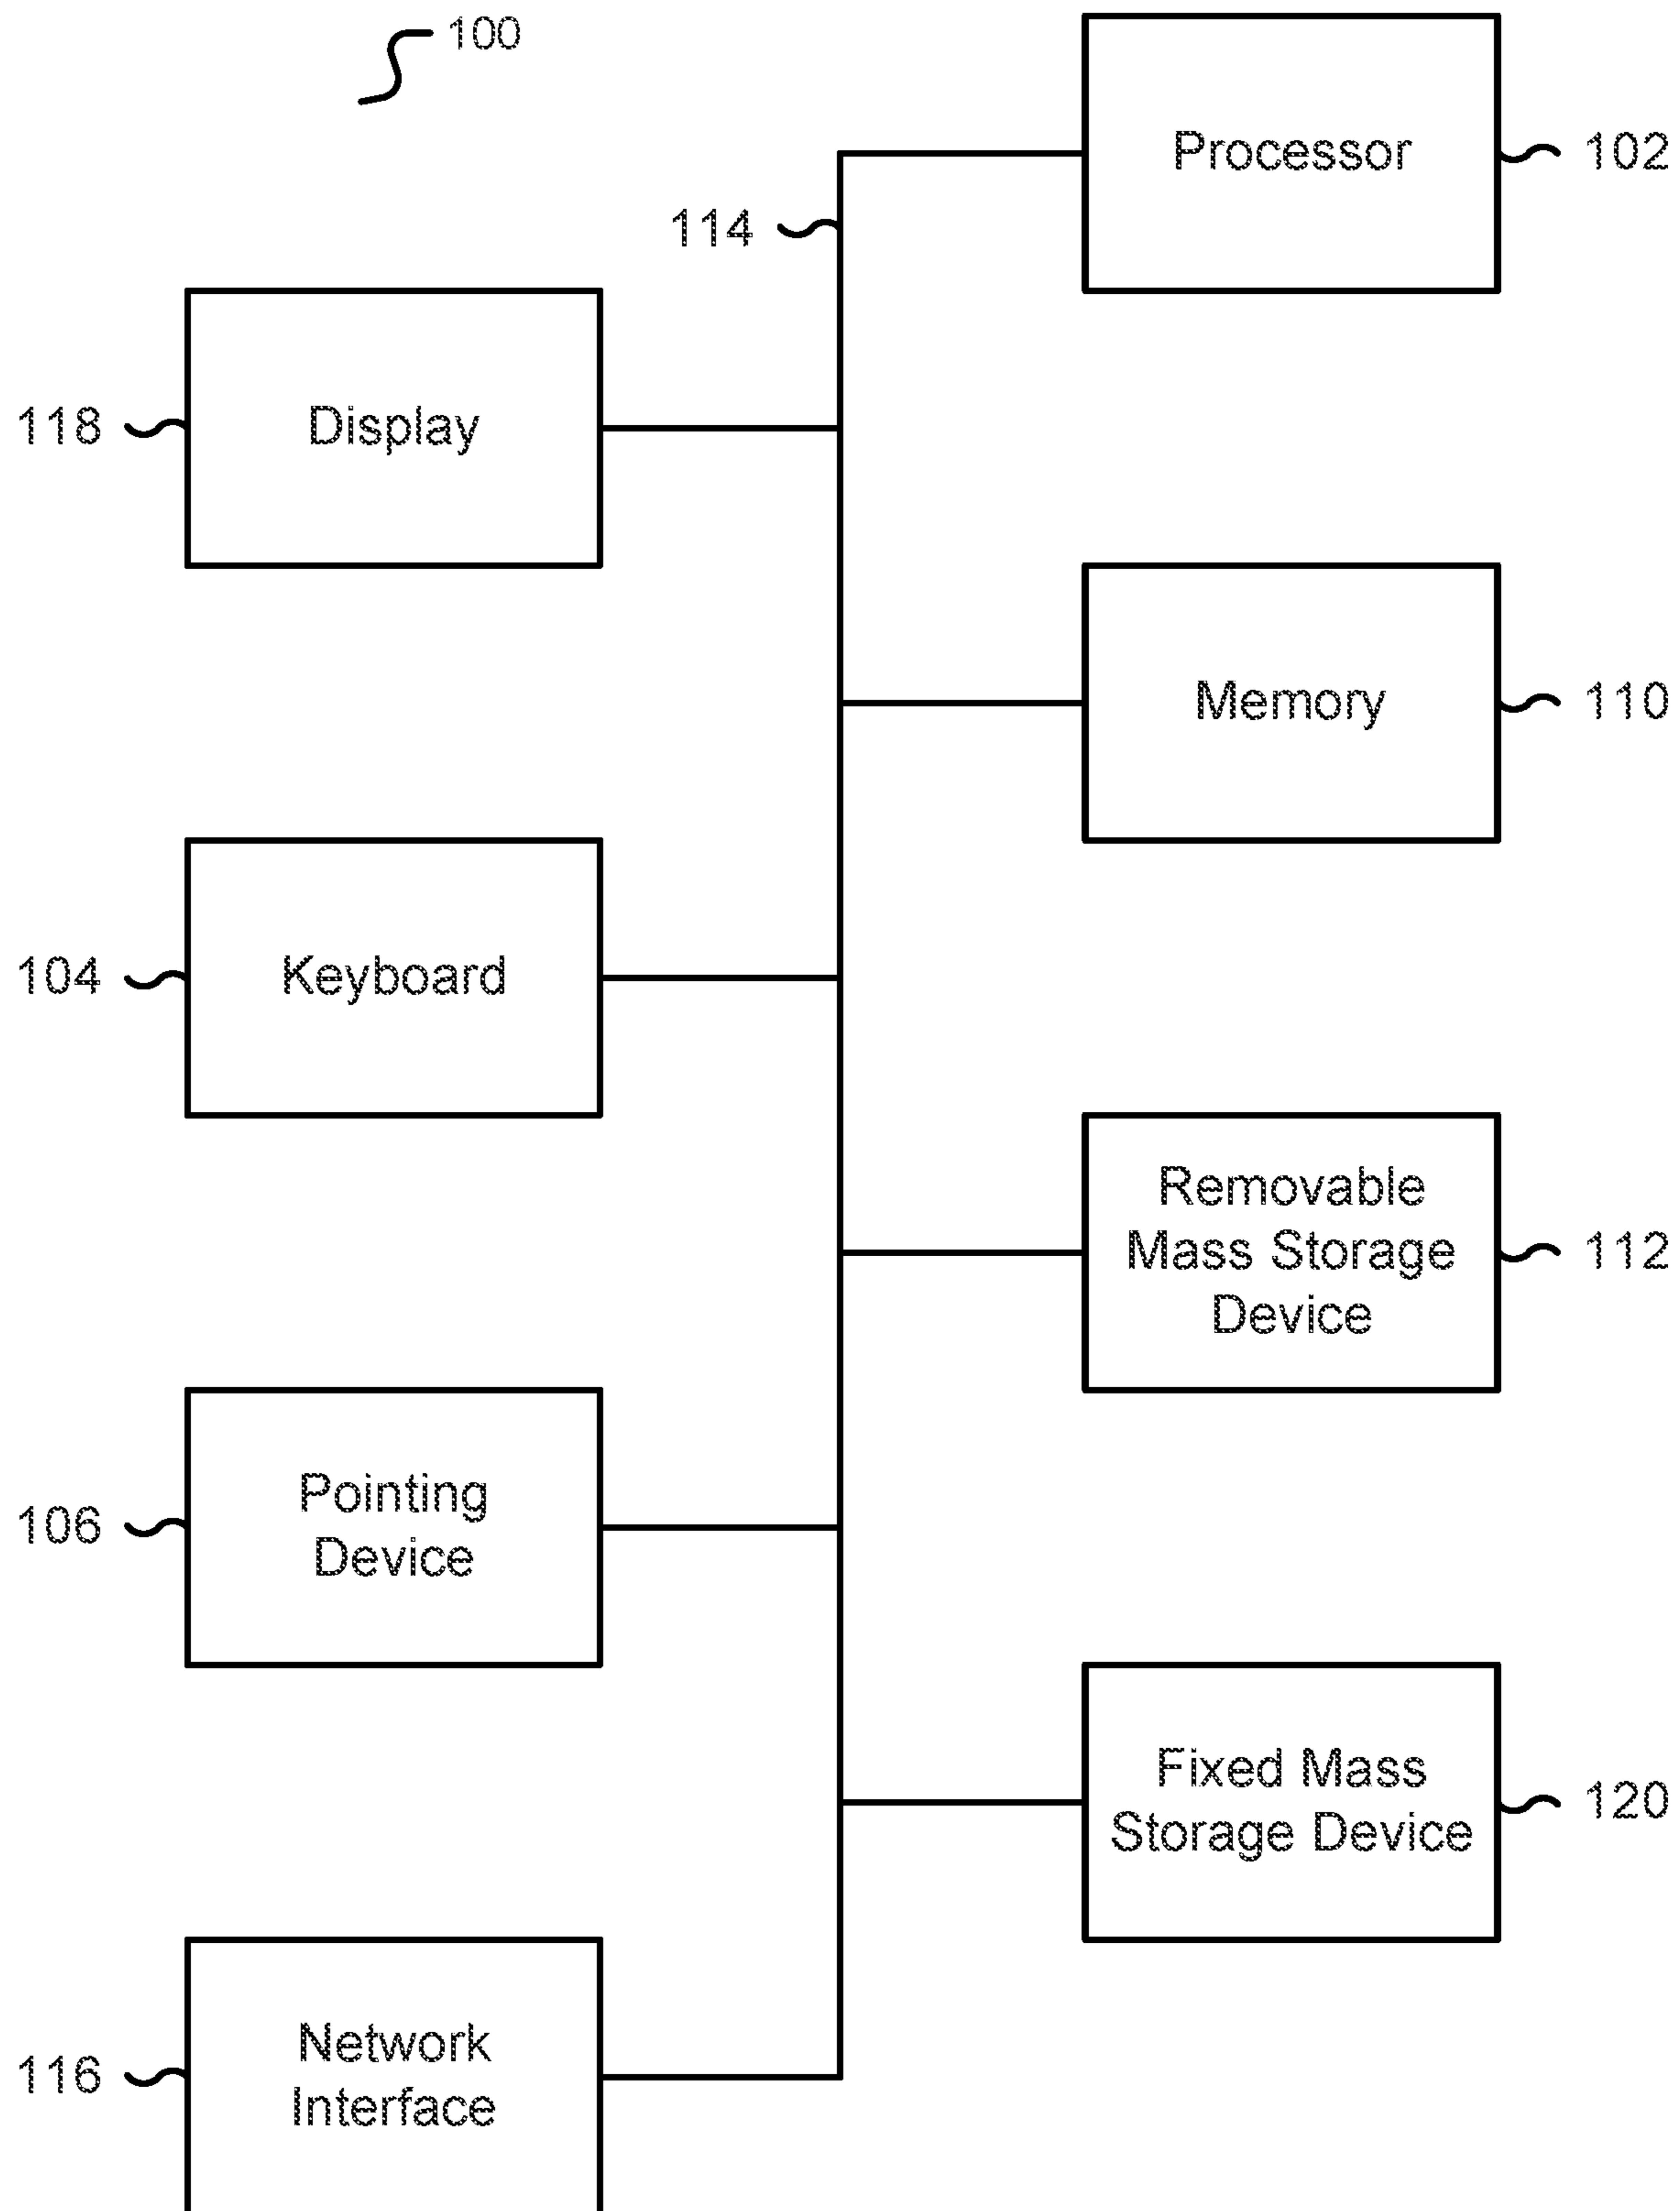 100
Processor
102
114
118
Display
Memory
110
104
Keyboard
Removable
Mass Storage
Device
112
106
Pointing
Device
Fixed Mass
Storage Device
120
116
Network
Interface